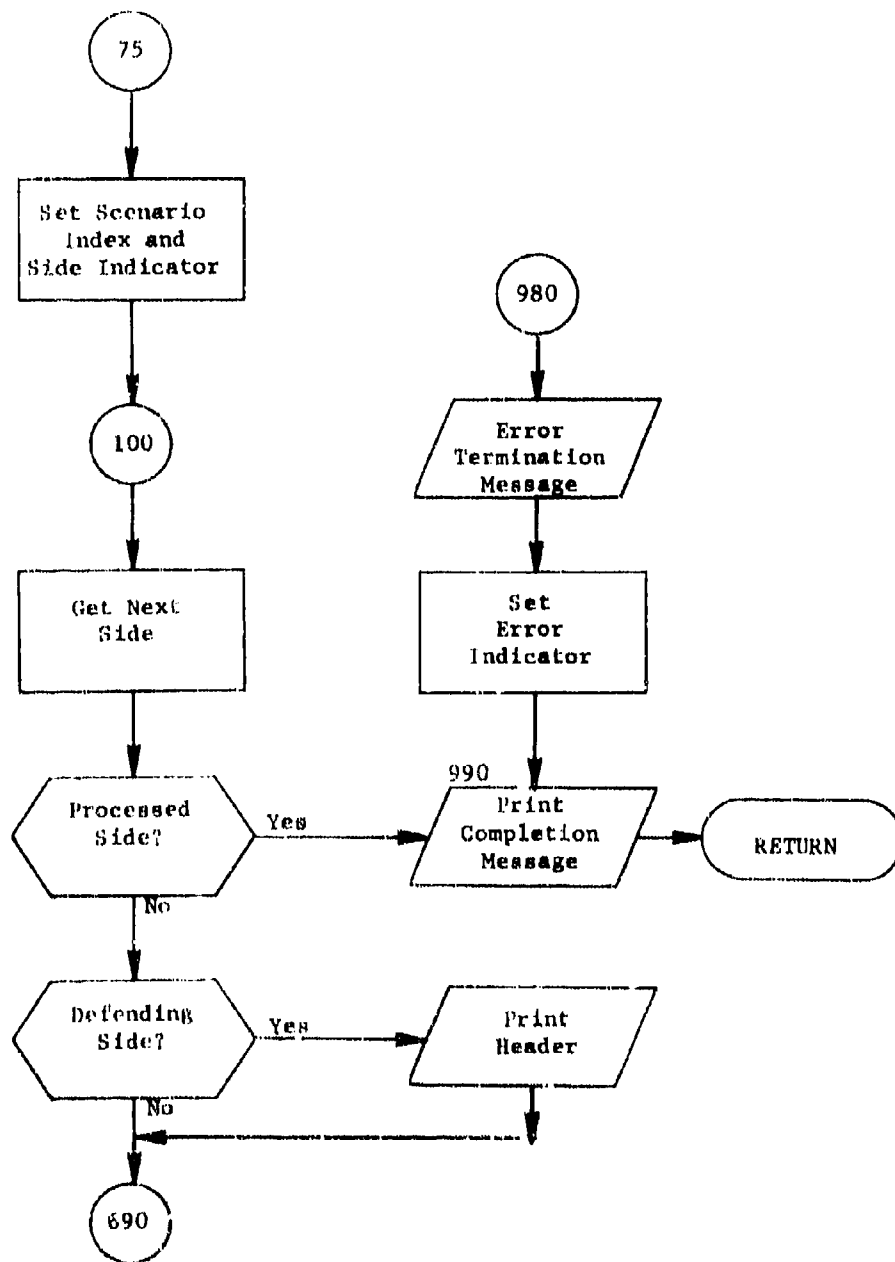 75
Set Scenario
Index and
Side Indicator
980
100
Error
Termination
Message
Get Next
Side
Set
Error
Indicator
990
Processed
Side?
Yes
Print
Completion
Message
RETURN
No
Defending
Side?
Yes
Print
Header
No
690